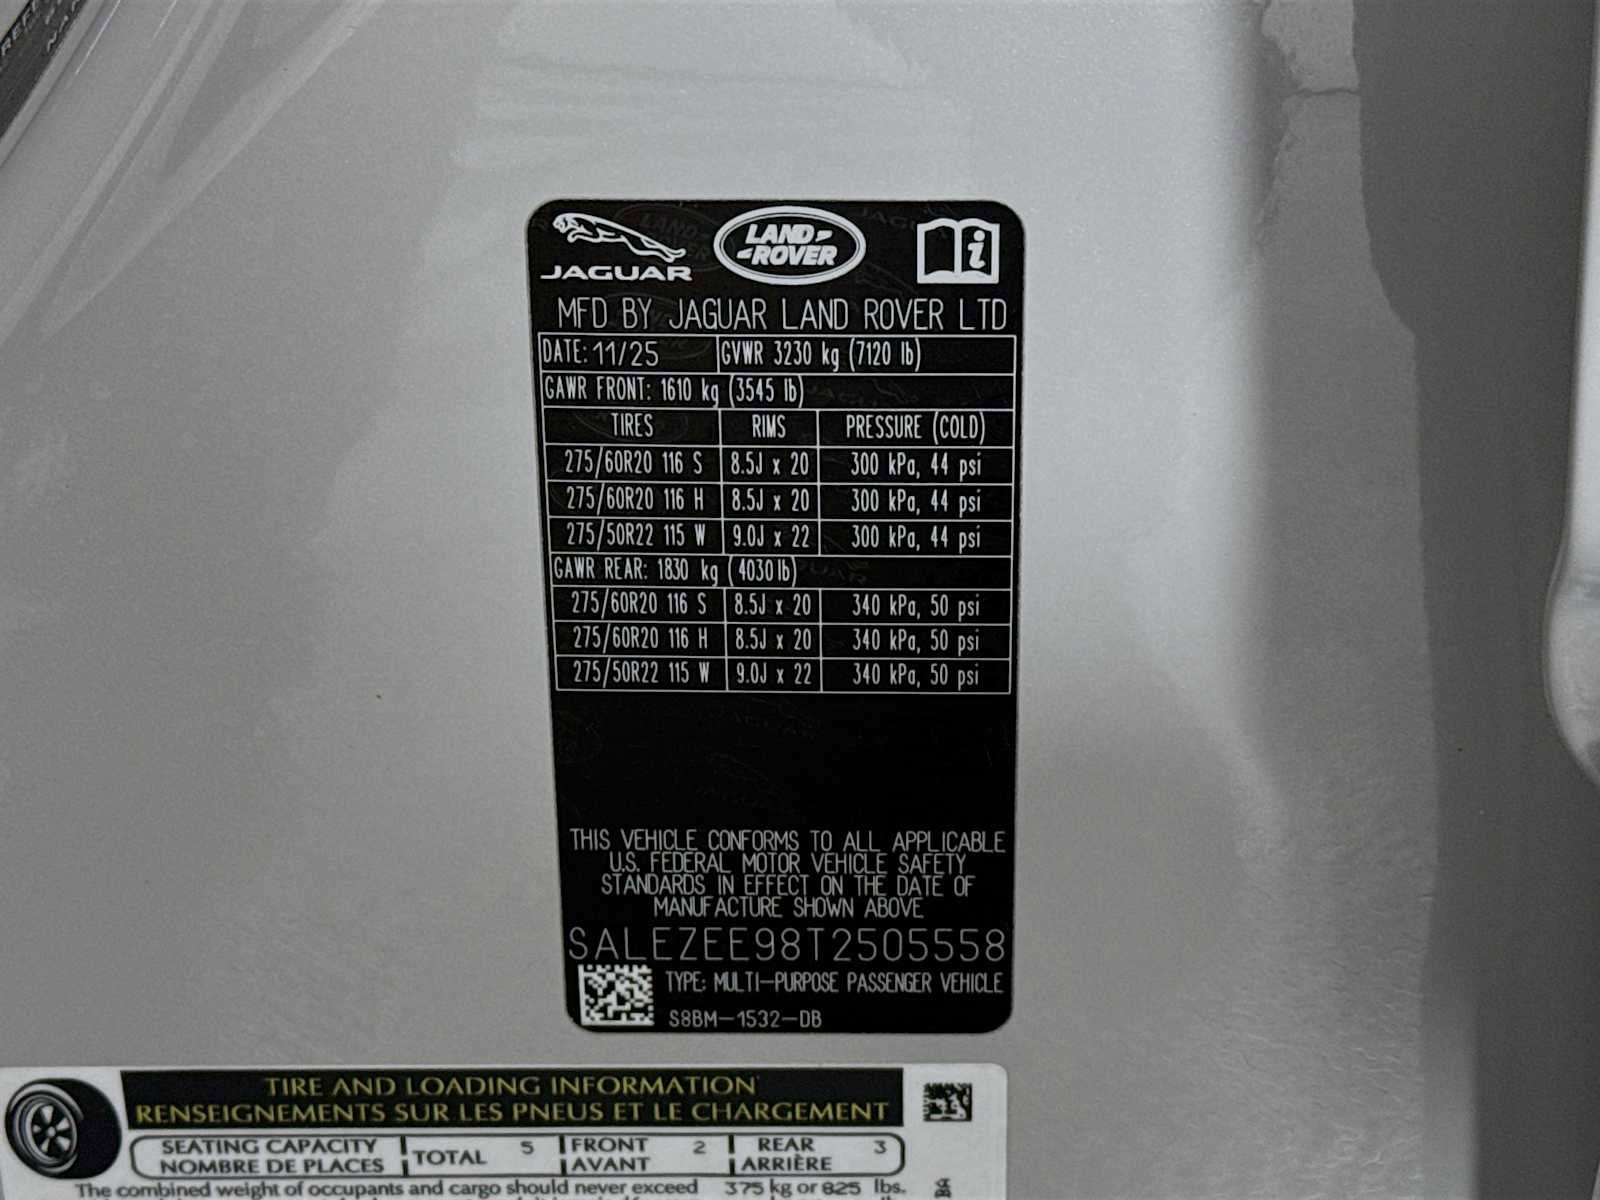 JAGUAR
LAND
ROVER
MFD BY JAGUAR LAND ROVER LTD
DATE: 11/25 GVWR 3230 kg (7120 lb)
GAWR FRONT: 1610 kg (3545 lb)
TIRES RIMS PRESSURE (COLD)
275/60R20 116 S 8.5J x 20 300 kPa, 44 psi
275/60R20 116 H 8.5J x 20 300 kPa, 44 psi
275/50R22 115 W 9.0J x 22 300 kPa, 44 psi
GAWR REAR: 1830 kg (4030 lb)
275/60R20 116 S 8.5J x 20 340 kPa, 50 psi
275/60R20 116 H 8.5J x 20 340 kPa, 50 psi
275/50R22 115 W 9.0J x 22 340 kPa, 50 psi
THIS VEHICLE CONFORMS TO ALL APPLICABLE
U.S. FEDERAL MOTOR VEHICLE SAFETY
STANDARDS IN EFFECT ON THE DATE OF
MANUFACTURE SHOWN ABOVE
SALEZEE98T2505558
TYPE: MULTI-PURPOSE PASSENGER VEHICLE
S8BM-1532-DB
TIRE AND LOADING INFORMATION
RENSEIGNEMENTS SUR LES PNEUS ET LE CHARGEMENT
SEATING CAPACITY
NOMBRE DE PLACES
TOTAL 5
FRONT 2
AVANT
REAR 3
ARRIÈRE
The combined weight of occupants and cargo should never exceed 375 kg or 825 lbs.